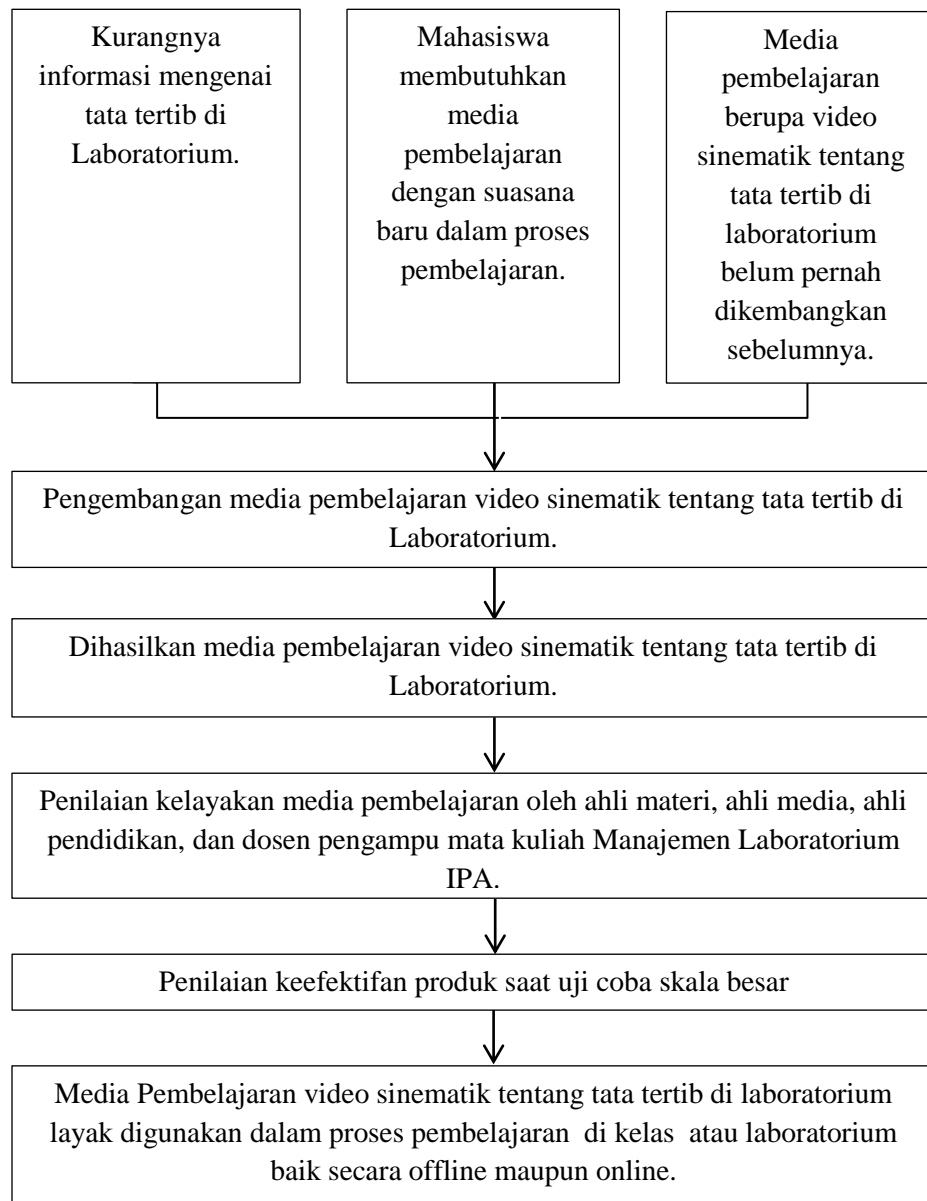 Kurangnya
informasi mengenai
tata tertib di
Laboratorium.
Mahasiswa
membutuhkan
media
pembelajaran
dengan suasana
baru dalam proses
pembelajaran.
Media
pembelajaran
berupa video
sinematik tentang
tata tertib di
laboratorium
belum pernah
dikembangkan
sebelumnya.
Pengembangan media pembelajaran video sinematik tentang tata tertib di
Laboratorium.
Dihasilkan media pembelajaran video sinematik tentang tata tertib di
Laboratorium.
Penilaian kelayakan media pembelajaran oleh ahli materi, ahli media, ahli
pendidikan, dan dosen pengampu mata kuliah Manajemen Laboratorium
IPA.
Penilaian keefektifan produk saat uji coba skala besar
Media Pembelajaran video sinematik tentang tata tertib di laboratorium
layak digunakan dalam proses pembelajaran di kelas atau laboratorium
baik secara offline maupun online.